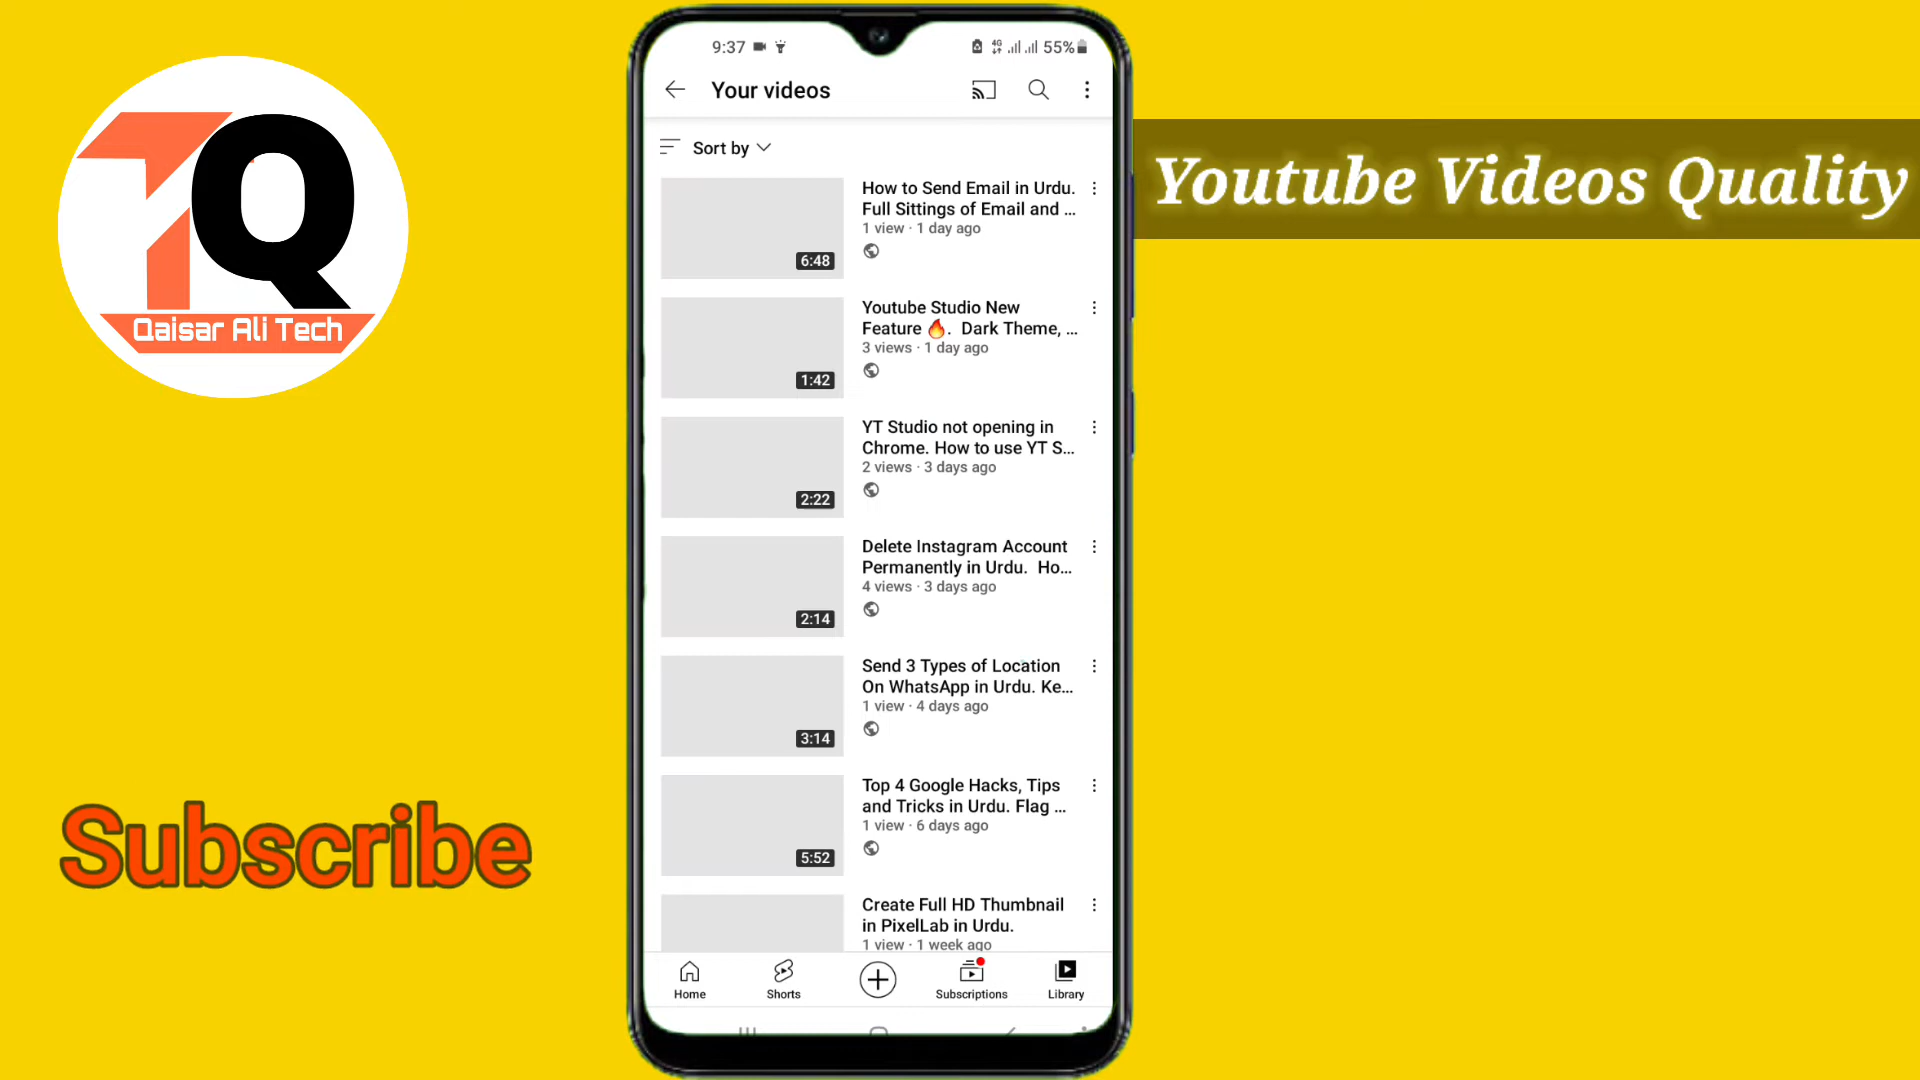 9:37
4G
55%
Your videos
Sort by
How to Send Email in Urdu.
Full Sittings of Email and ...
1 view · 1 day ago
6:48
Youtube Studio New
Feature 🔥. Dark Theme, ...
3 views · 1 day ago
1:42
YT Studio not opening in
Chrome. How to use YT S...
2 views · 3 days ago
2:22
Delete Instagram Account
Permanently in Urdu. Ho...
4 views · 3 days ago
2:14
Send 3 Types of Location
On WhatsApp in Urdu. Ke...
1 view · 4 days ago
3:14
Top 4 Google Hacks, Tips
and Tricks in Urdu. Flag ...
1 view · 6 days ago
5:52
Create Full HD Thumbnail
in PixelLab in Urdu.
1 view · 1 week ago
Home
Shorts
Subscriptions
Library
Youtube Videos Quality
Q
Qaisar Ali Tech
Subscribe